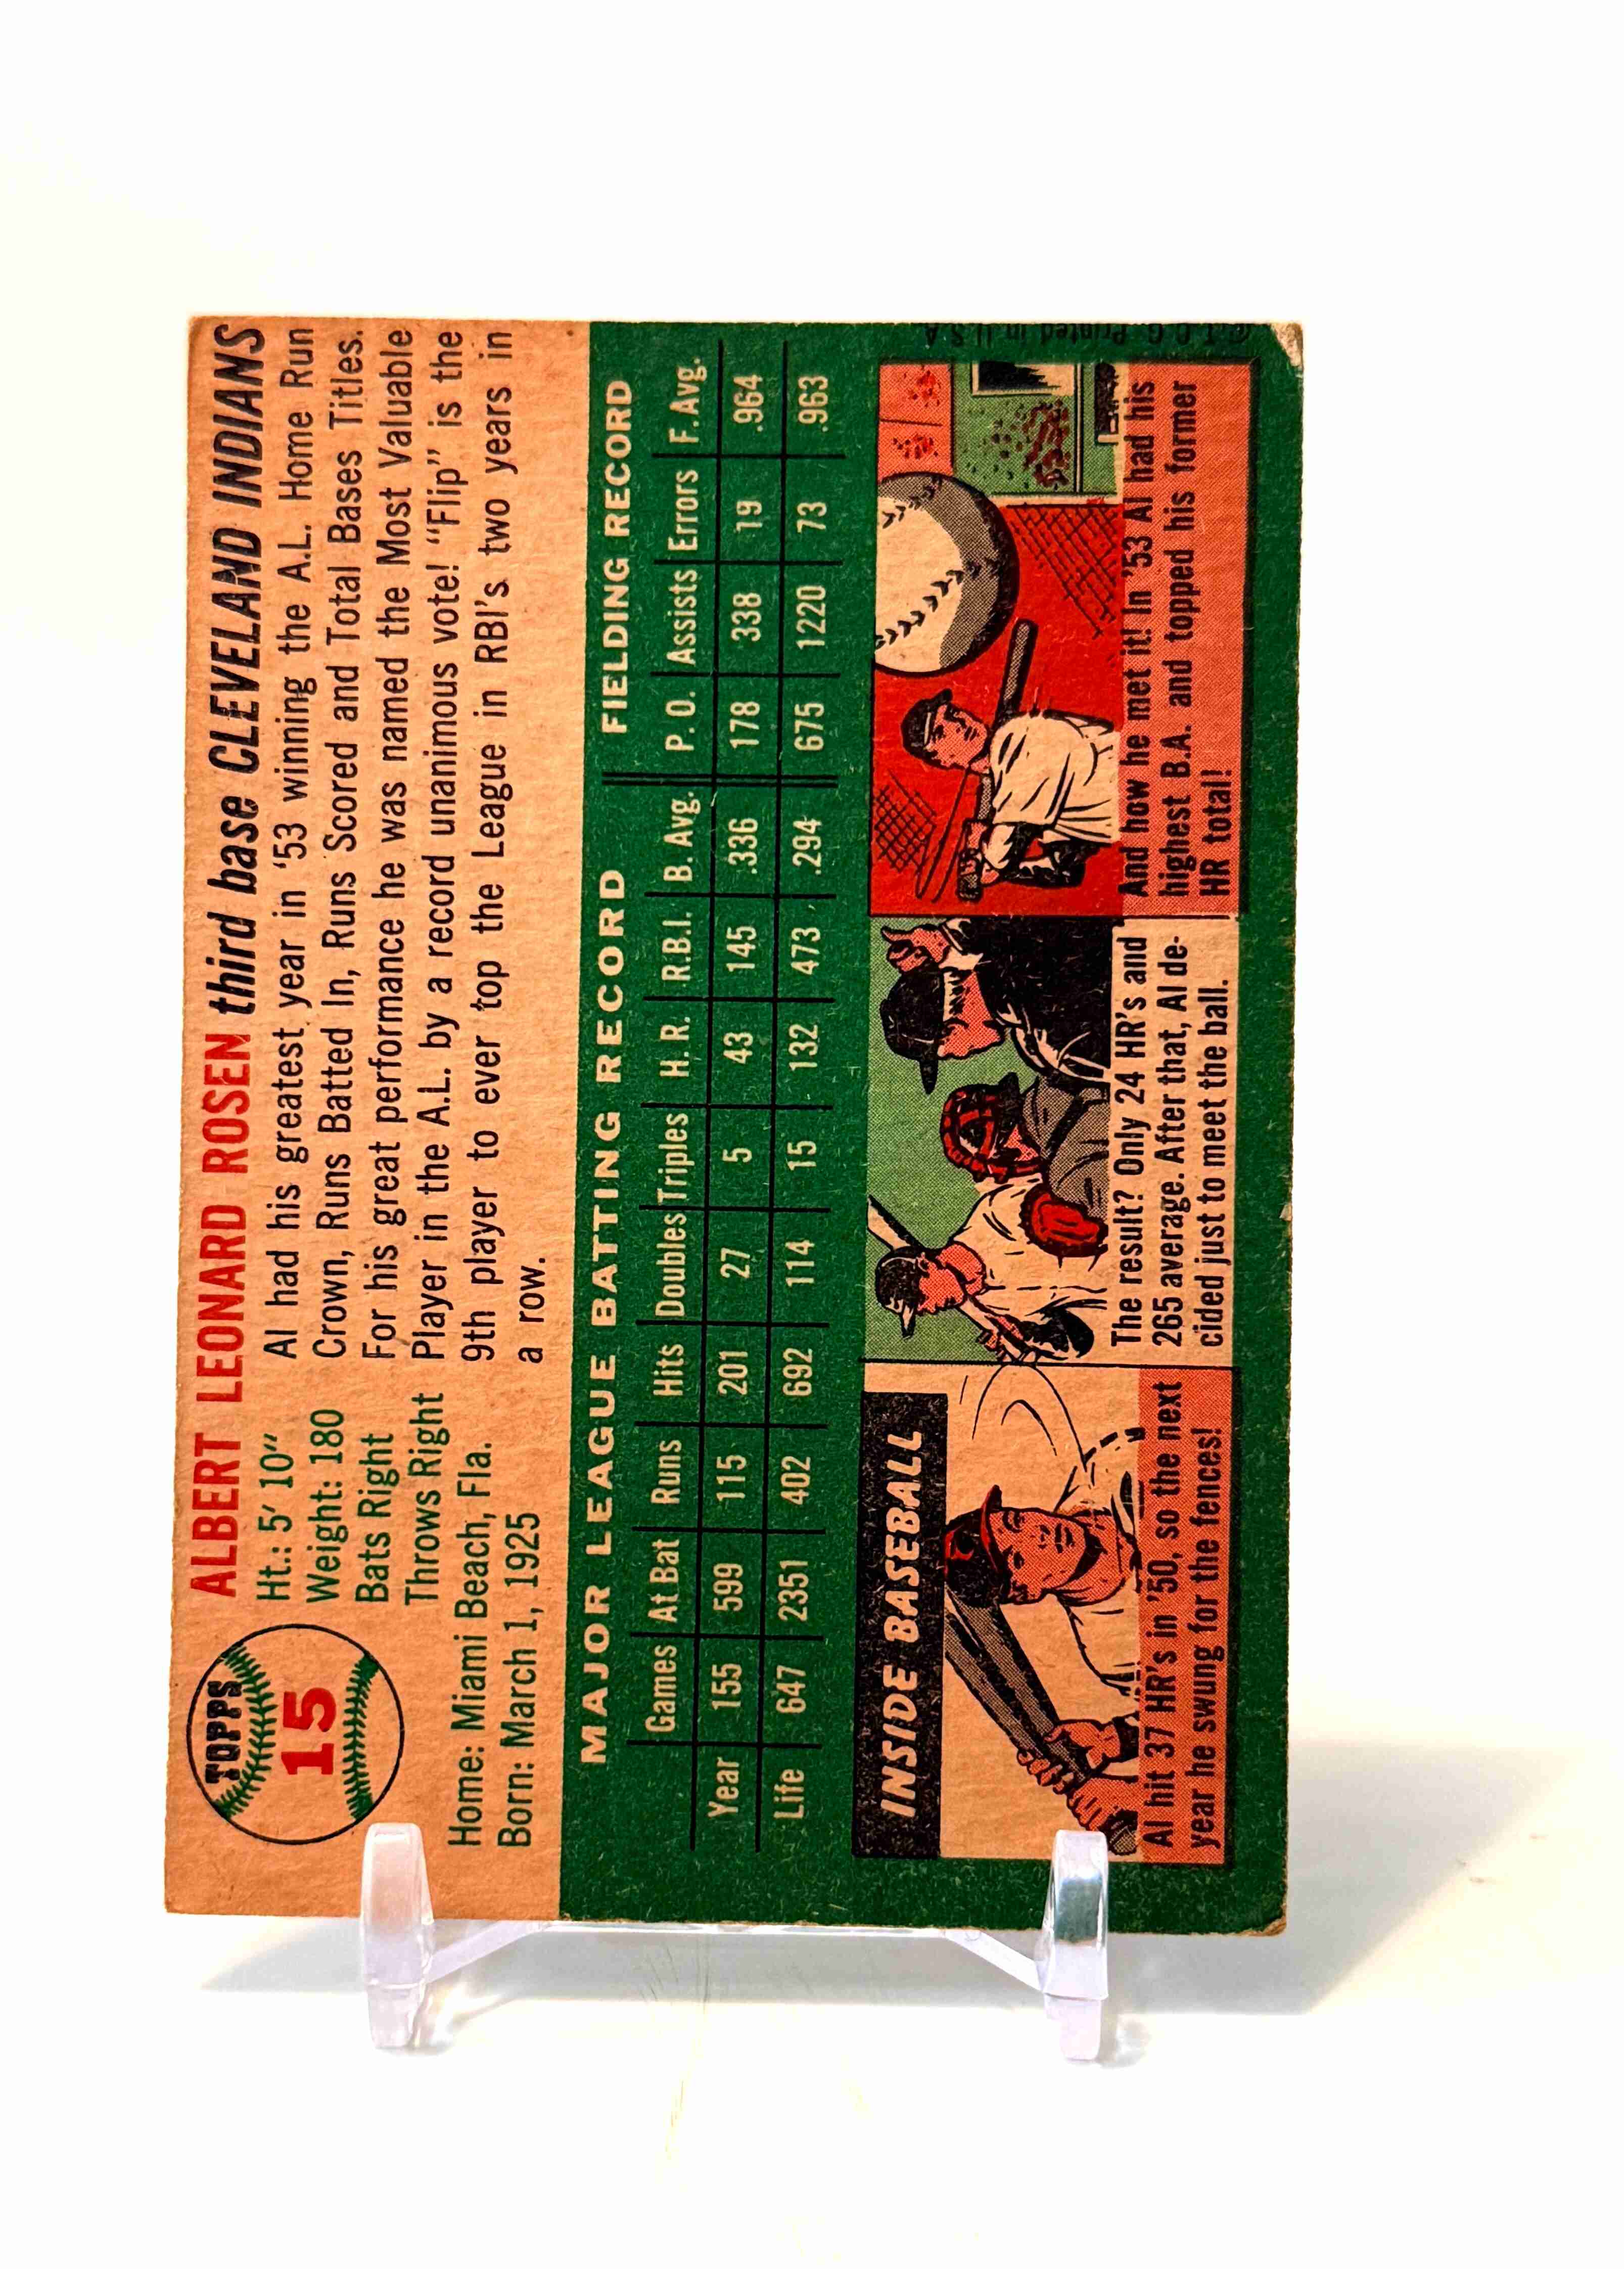 TOPPS
15
ALBERT LEONARD ROSEN third base CLEVELAND INDIANS
Ht.: 5' 10"
Weight: 180
Bats Right
Throws Right
Home: Miami Beach, Fla.
Born: March 1, 1925
Al had his greatest year in '53 winning the A.L. Home Run
Crown, Runs Batted In, Runs Scored and Total Bases Titles.
For his great performance he was named the Most Valuable
Player in the A.L. by a record unanimous vote! "Flip" is the
9th player to ever top the League in RBI's two years in
a row.
MAJOR LEAGUE BATTING RECORD FIELDING RECORD
Games At Bat Runs Hits Doubles Triples H. R. R.B.I. B. Avg. P. O. Assists Errors F. Avg.
Year 155 599 115 201 27 5 43 145 .336 178 338 19 .964
Life 647 2351 402 692 114 15 132 473 .294 675 1220 73 .963
INSIDE BASEBALL
Al hit 37 HR's in '50, so the next
year he swung for the fences!
The result? Only 24 HR's and
265 average. After that, Al de-
cided just to meet the ball.
And how he met it! In '53 Al had his
highest B.A. and topped his former
HR total!
© T. C. G. Printed in U.S.A.